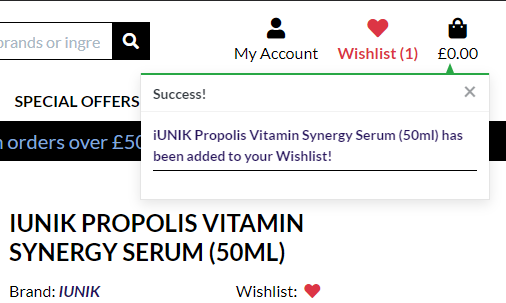 brands or ingre
My Account
Wishlist (1)
£0.00
Success!
×
SPECIAL OFFERS
iUNIK Propolis Vitamin Synergy Serum (50ml) has
been added to your Wishlist!
n orders over £50
IUNIK PROPOLIS VITAMIN
SYNERGY SERUM (50ML)
Brand: IUNIK
Wishlist: